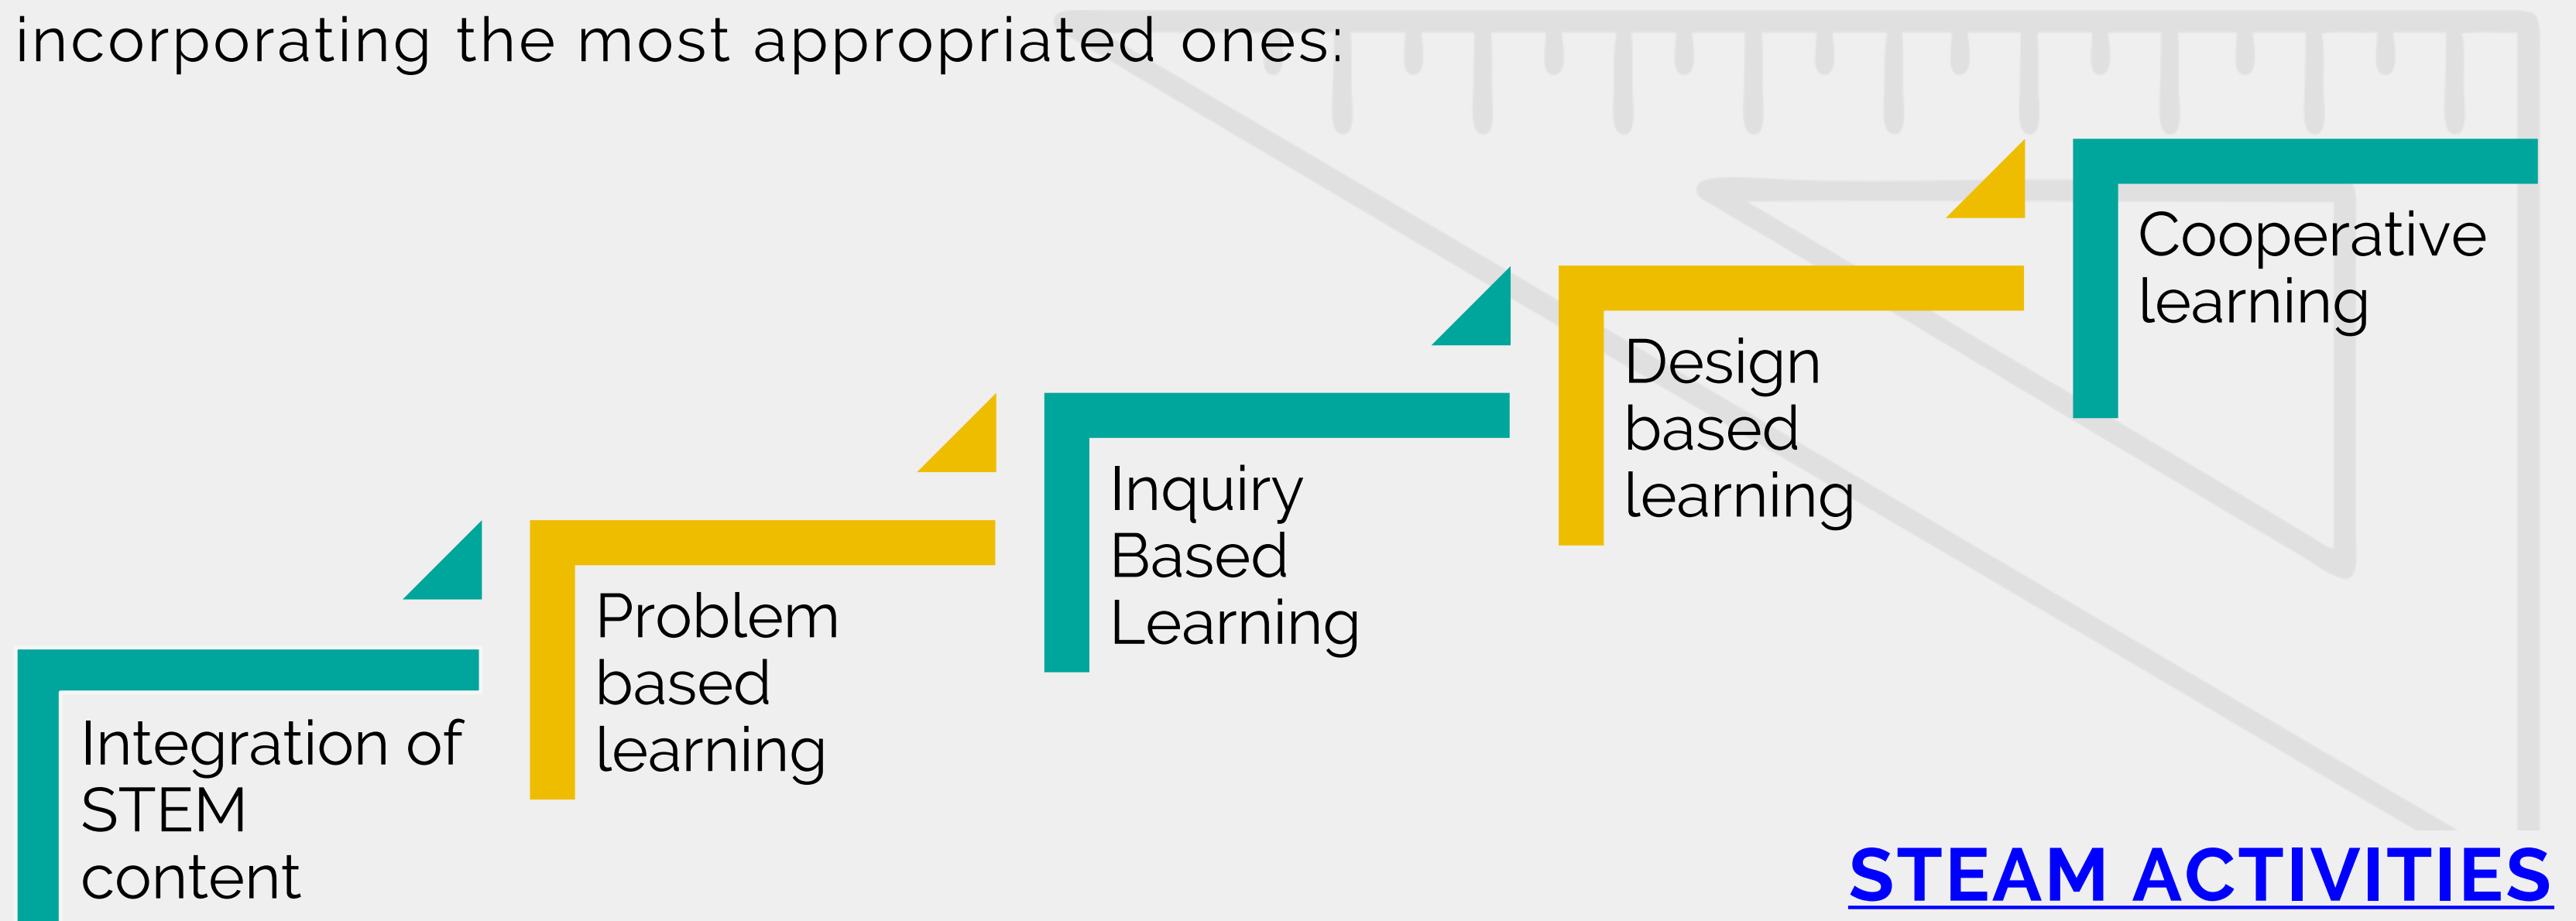 incorporating the most appropriated ones:
Integration of
STEM
content
Problem
based
learning
Inquiry
Based
Learning
Design
based
learning
Cooperative
learning
STEAM ACTIVITIES